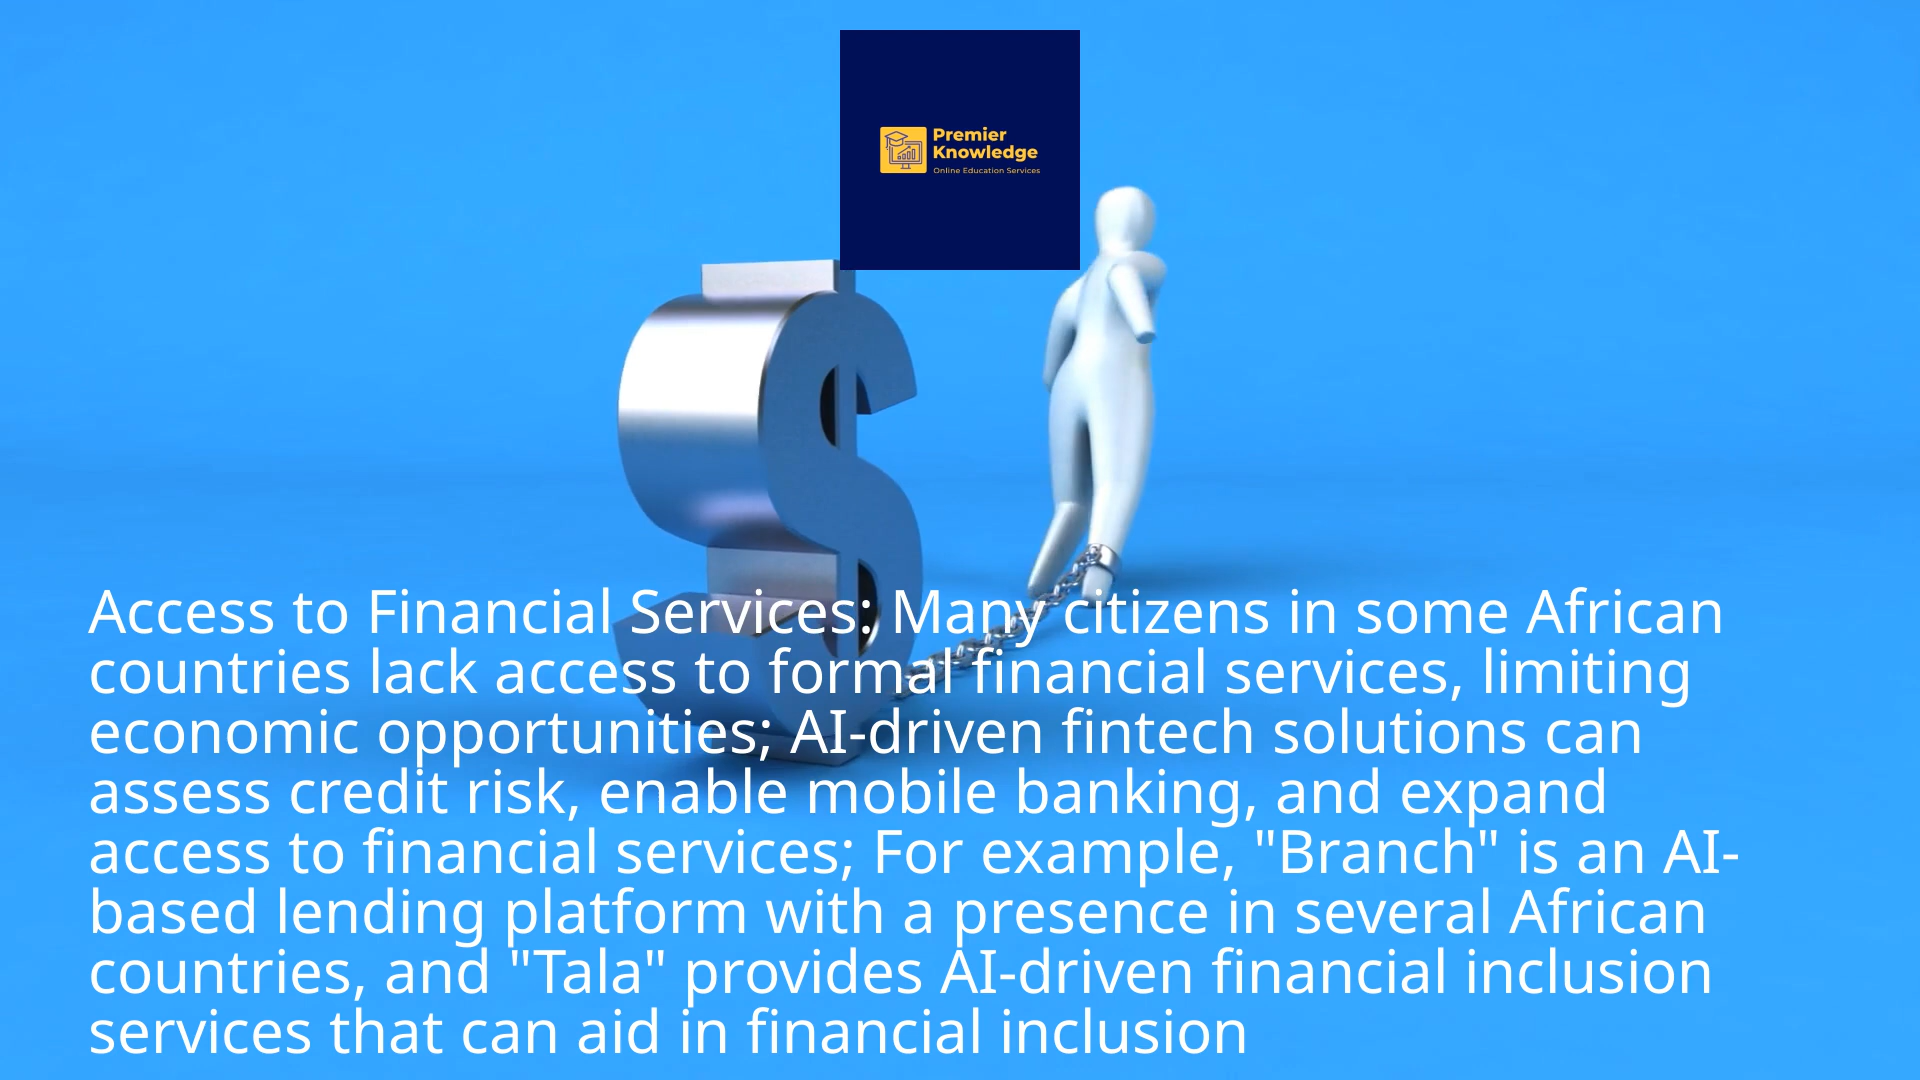 Premier
Knowledge
Online Education Services
Access to Financial Services: Many citizens in some African
countries lack access to formal financial services, limiting
economic opportunities; AI-driven fintech solutions can
assess credit risk, enable mobile banking, and expand
access to financial services; For example, "Branch" is an AI-
based lending platform with a presence in several African
countries, and "Tala" provides AI-driven financial inclusion
services that can aid in financial inclusion